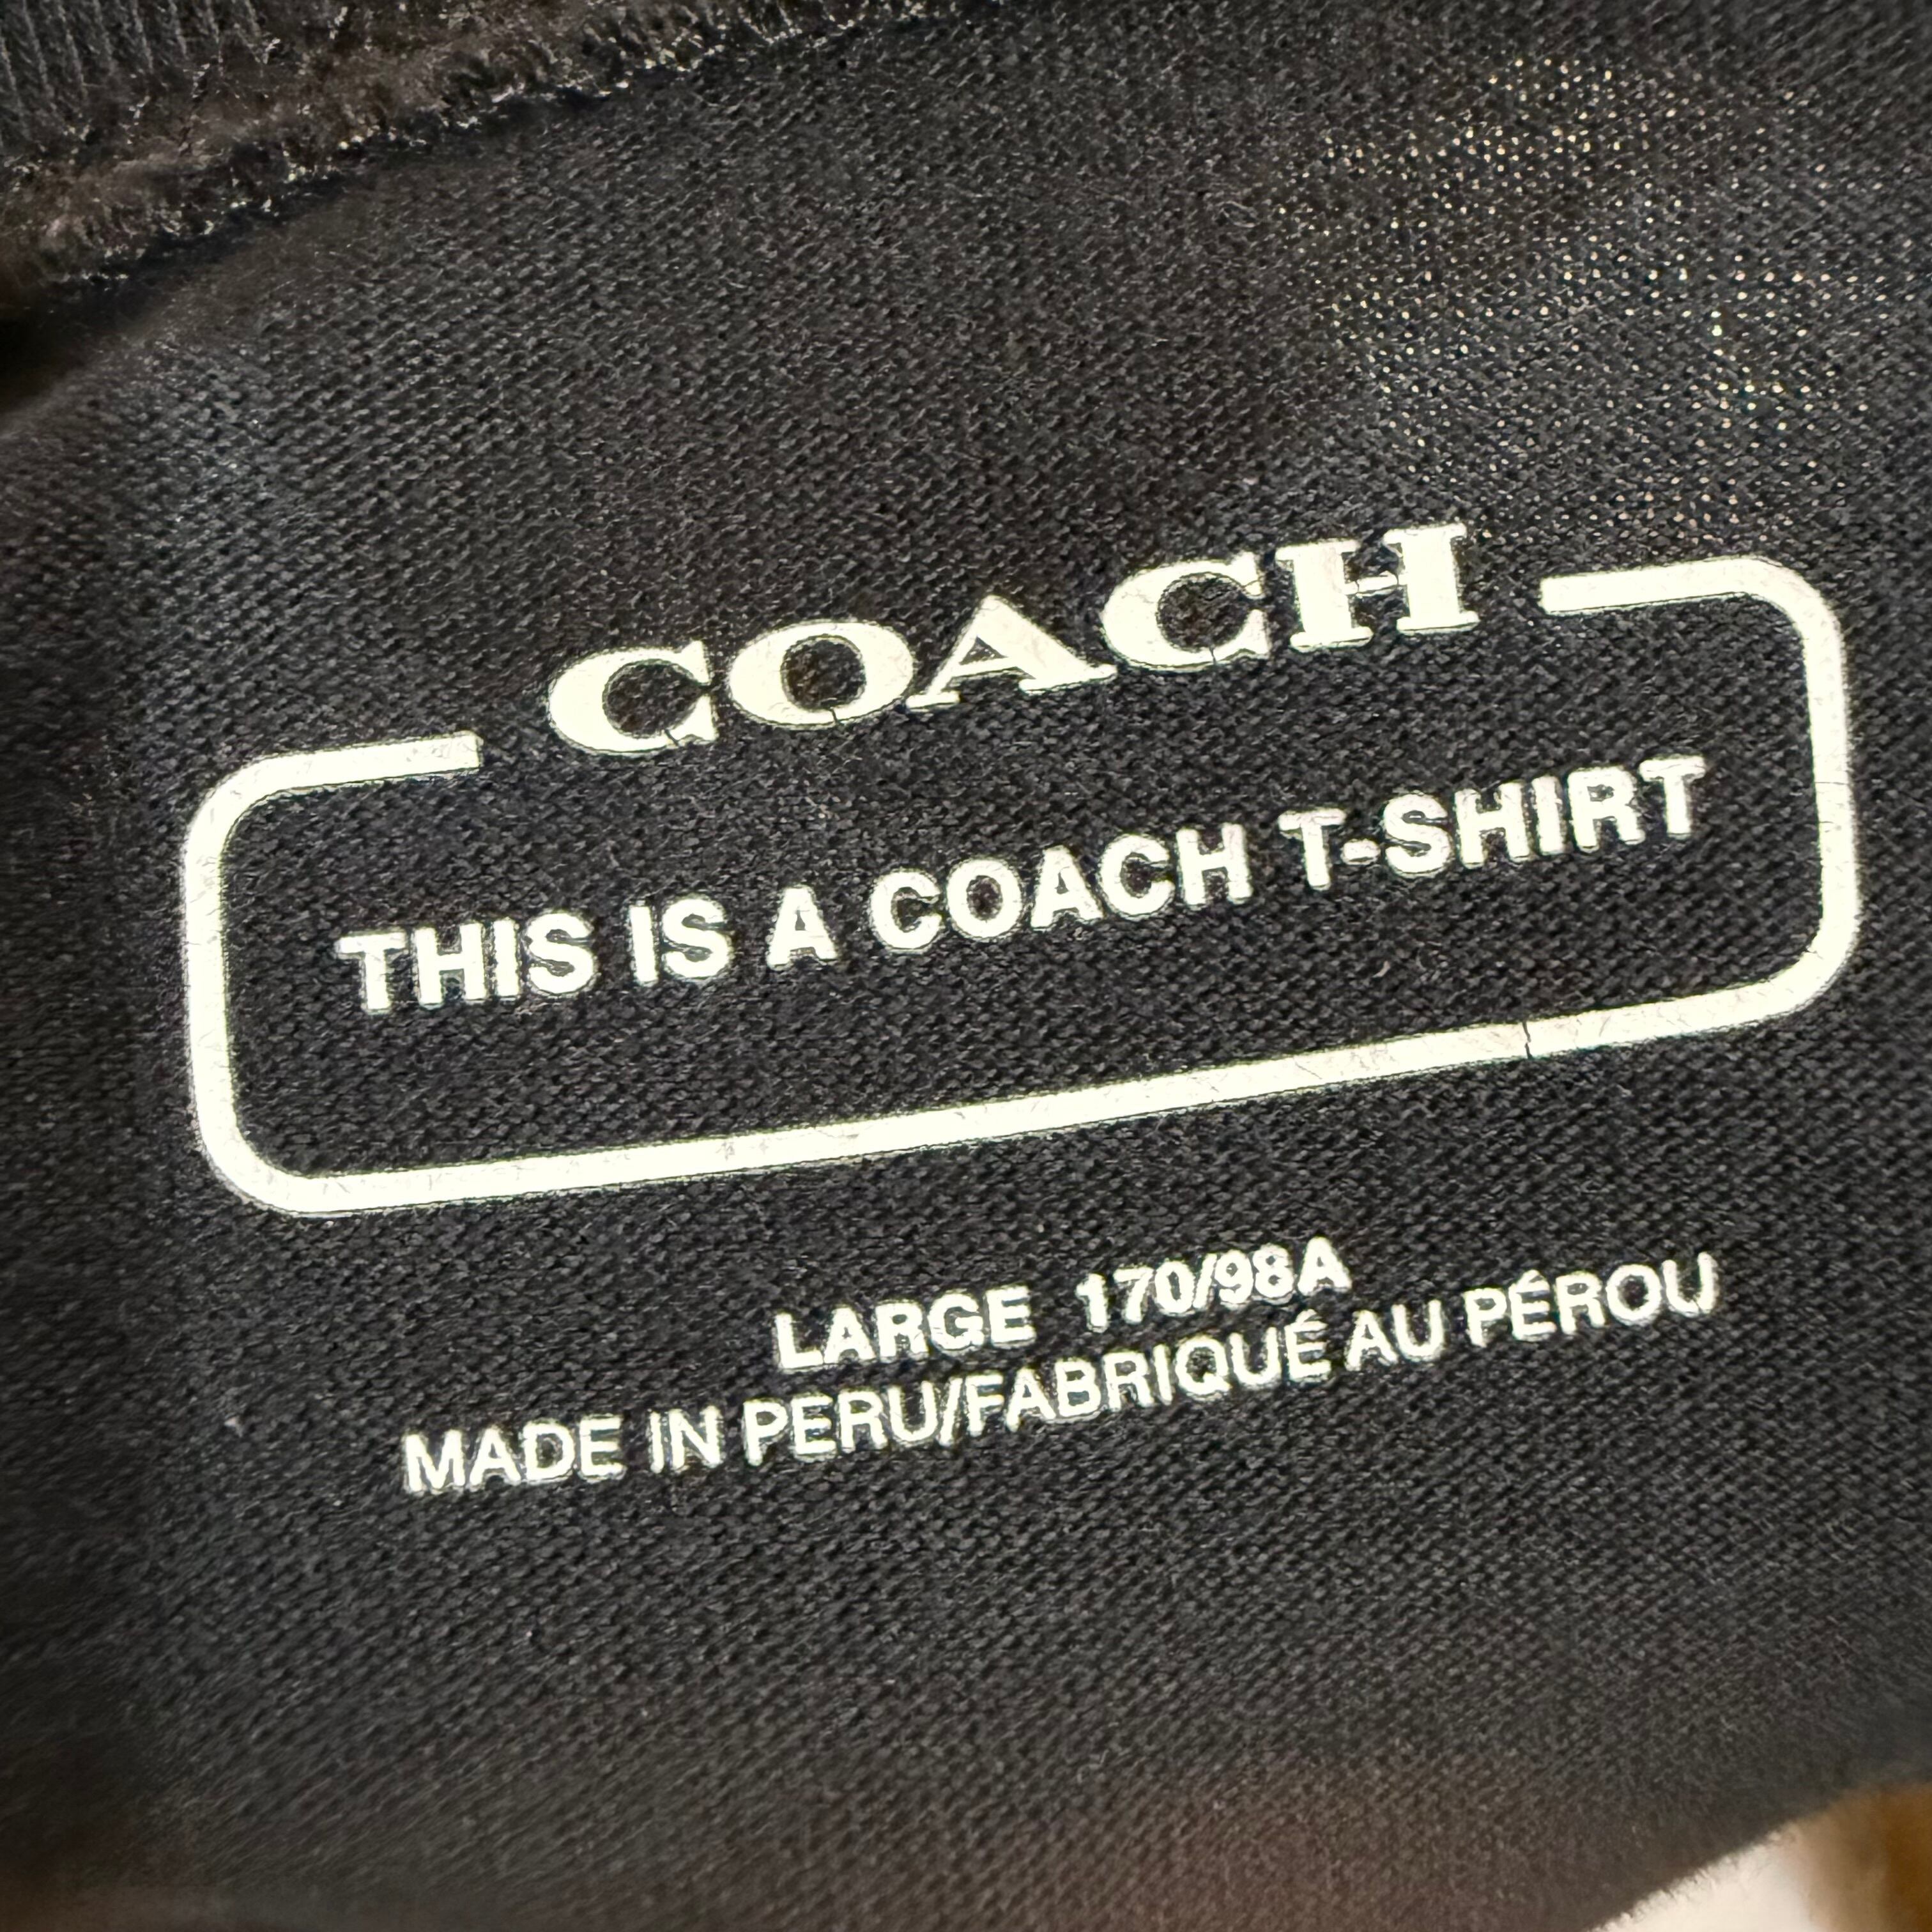 COACH
THIS IS A COACH T-SHIRT
LARGE 170/98A
MADE IN PERU/FABRIQUÉ AU PÉROU